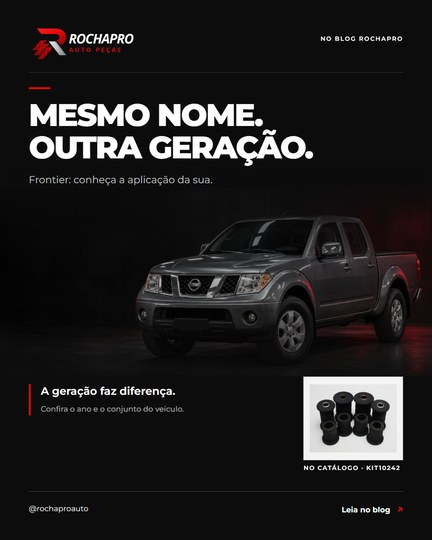 ROCHAPRO
AUTO PEÇAS
NO BLOG ROCHAPRO
MESMO NOME.
OUTRA GERAÇÃO.
Frontier: conheça a aplicação da sua.
A geração faz diferença.
Confira o ano e o conjunto do veículo.
NO CATÁLOGO · KIT10242
@rochaproauto
Leia no blog